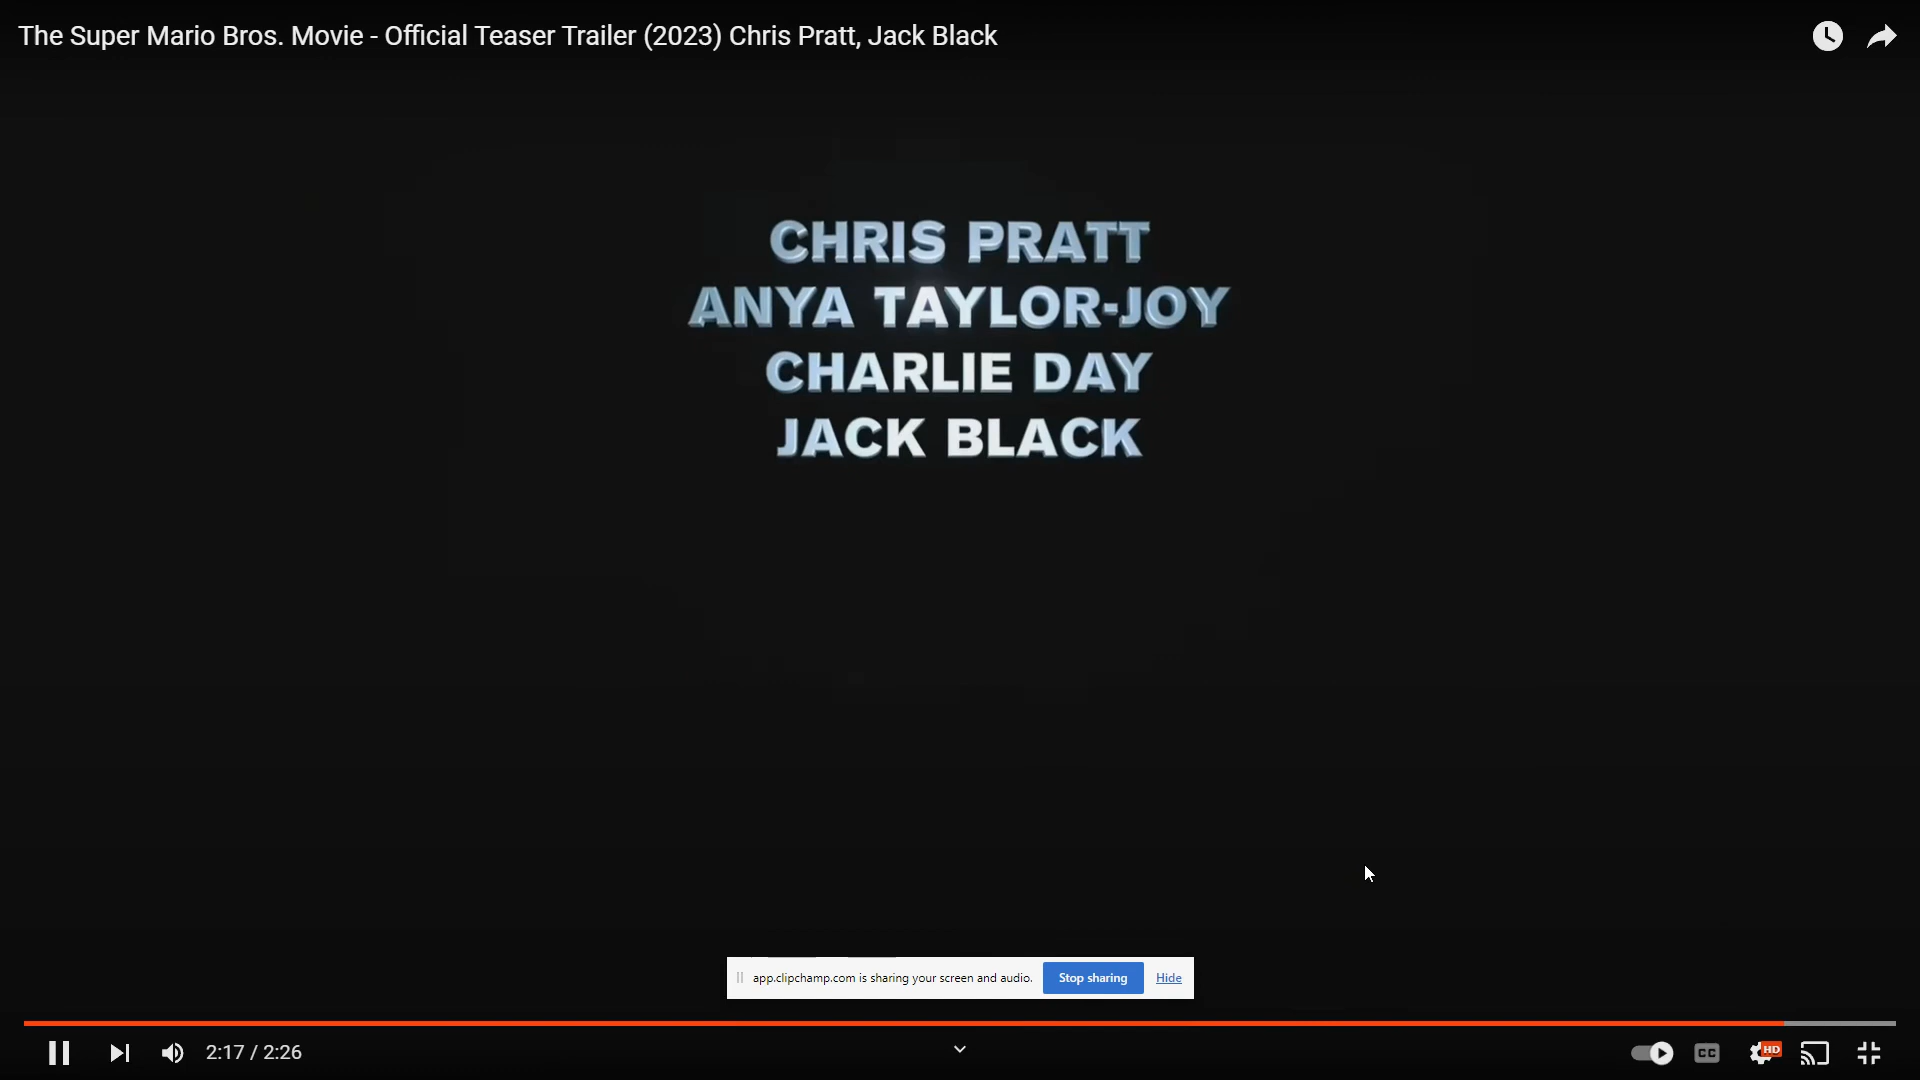 The Super Mario Bros. Movie - Official Teaser Trailer (2023) Chris Pratt, Jack Black
CHRIS PRATT
ANYA TAYLOR-JOY
CHARLIE DAY
JACK BLACK
app.clipchamp.com is sharing your screen and audio. Stop sharing Hide
2:17 / 2:26 CC HD